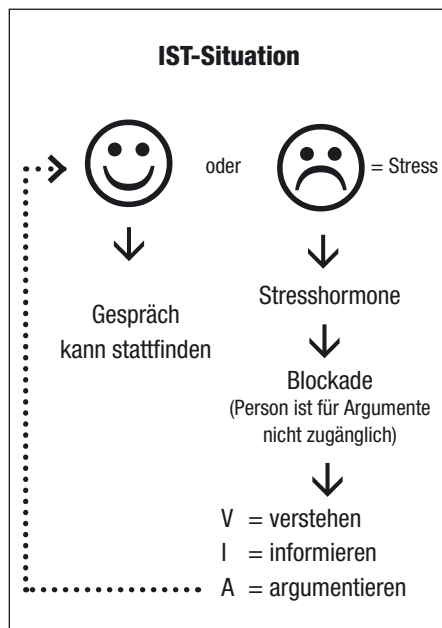 IST-Situation
oder
= Stress
Gespräch
kann stattfinden
Stresshormone
Blockade
(Person ist für Argumente
nicht zugänglich)
V = verstehen
I = informieren
A = argumentieren